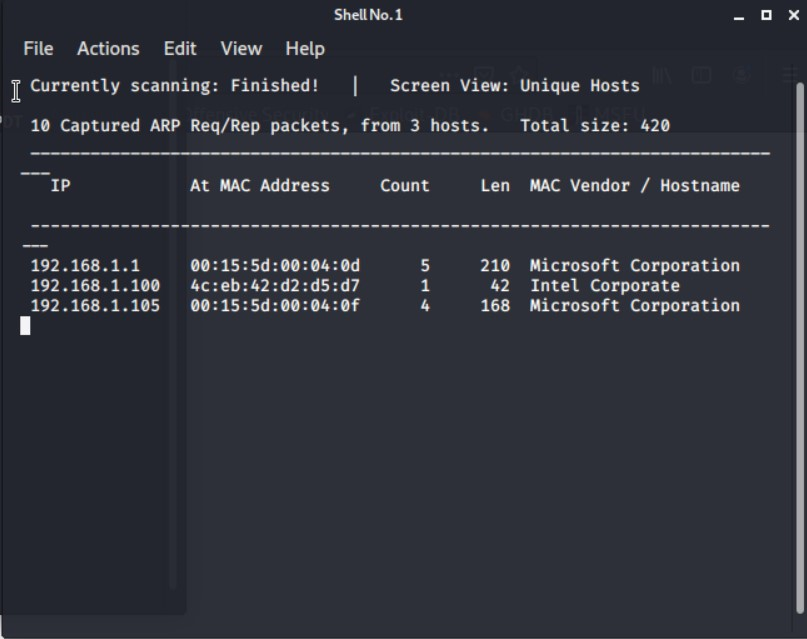 Shell No. 1
File Actions Edit View Help
Currently scanning: Finished! | Screen View: Unique Hosts
10 Captured ARP Req/Rep packets, from 3 hosts. Total size: 420
_____________________________________________________________________________
IP At MAC Address Count Len MAC Vendor / Hostname
-----------------------------------------------------------------------------
192.168.1.1 00:15:5d:00:04:0d 5 210 Microsoft Corporation
192.168.1.100 4c:eb:42:d2:d5:d7 1 42 Intel Corporate
192.168.1.105 00:15:5d:00:04:0f 4 168 Microsoft Corporation